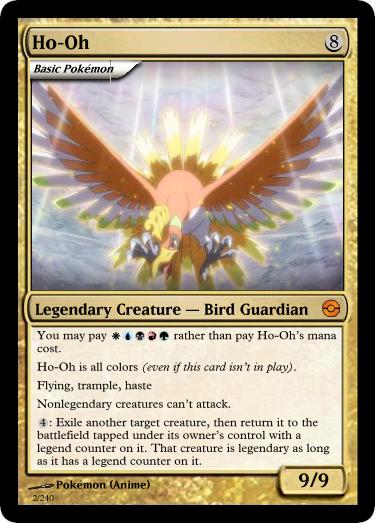 Ho-Oh 8
Basic Pokémon
Legendary Creature — Bird Guardian
You may pay WUBRG rather than pay Ho-Oh's mana
cost.
Ho-Oh is all colors (even if this card isn't in play).
Flying, trample, haste
Nonlegendary creatures can't attack.
4: Exile another target creature, then return it to the
battlefield tapped under its owner's control with a
legend counter on it. That creature is legendary as long
as it has a legend counter on it.
9/9
Pokémon (Anime)
2/240